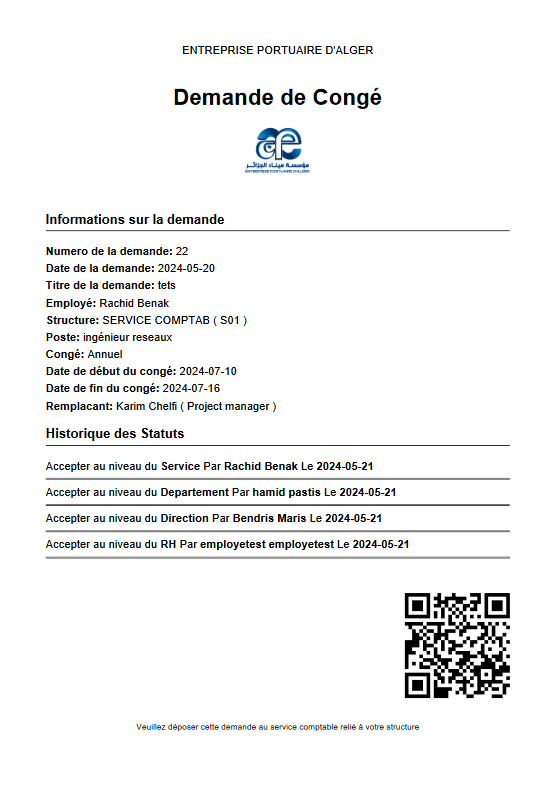 ENTREPRISE PORTUAIRE D'ALGER
Demande de Congé
مؤسسة ميناء الجزائر
ENTREPRISE PORTUAIRE D'ALGER
Informations sur la demande
Numero de la demande: 22
Date de la demande: 2024-05-20
Titre de la demande: tets
Employé: Rachid Benak
Structure: SERVICE COMPTAB ( S01 )
Poste: ingénieur reseaux
Congé: Annuel
Date de début du congé: 2024-07-10
Date de fin du congé: 2024-07-16
Remplacant: Karim Chelfi ( Project manager )
Historique des Statuts
Accepter au niveau du Service Par Rachid Benak Le 2024-05-21
Accepter au niveau du Departement Par hamid pastis Le 2024-05-21
Accepter au niveau du Direction Par Bendris Maris Le 2024-05-21
Accepter au niveau du RH Par employetest employetest Le 2024-05-21
Veuillez déposer cette demande au service comptable relié à votre structure